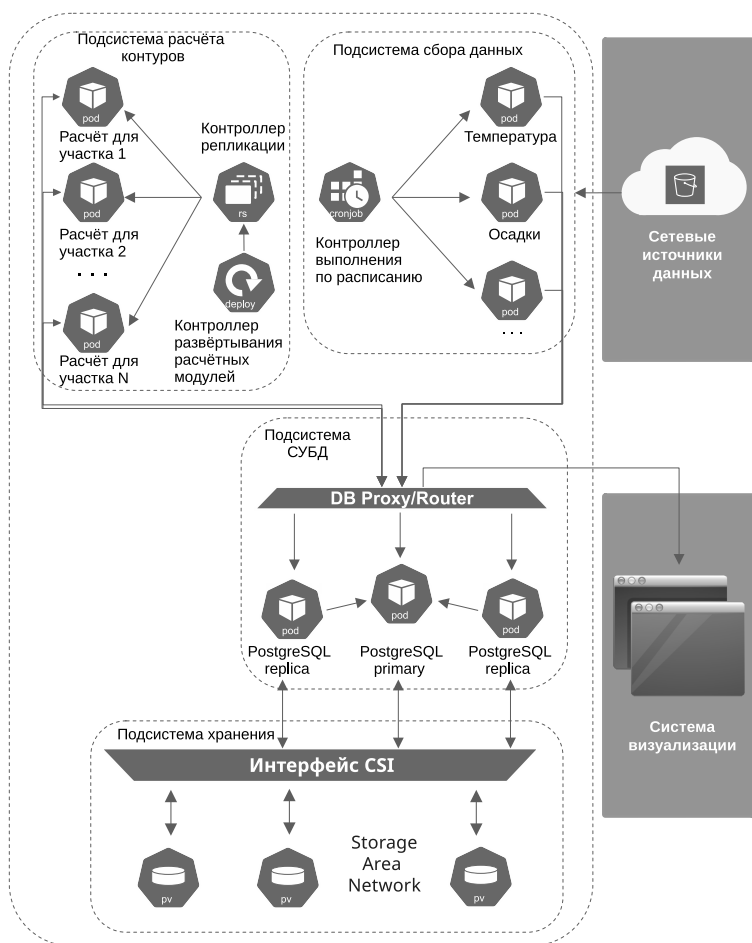 Подсистема расчёта
контуров
pod
Расчёт для
участка 1
pod
Расчёт для
участка 2
. . .
pod
Расчёт для
участка N
Контроллер
репликации
rs
deploy
Контроллер
развёртывания
расчётных
модулей
Подсистема сбора данных
cronjob
Контроллер
выполнения
по расписанию
pod
Температура
pod
Осадки
pod
. . .
Сетевые
источники
данных
Подсистема
СУБД
DB Proxy/Router
pod
PostgreSQL
replica
pod
PostgreSQL
primary
pod
PostgreSQL
replica
Система
визуализации
Подсистема хранения
Интерфейс CSI
pv
pv
Storage
Area
Network
pv